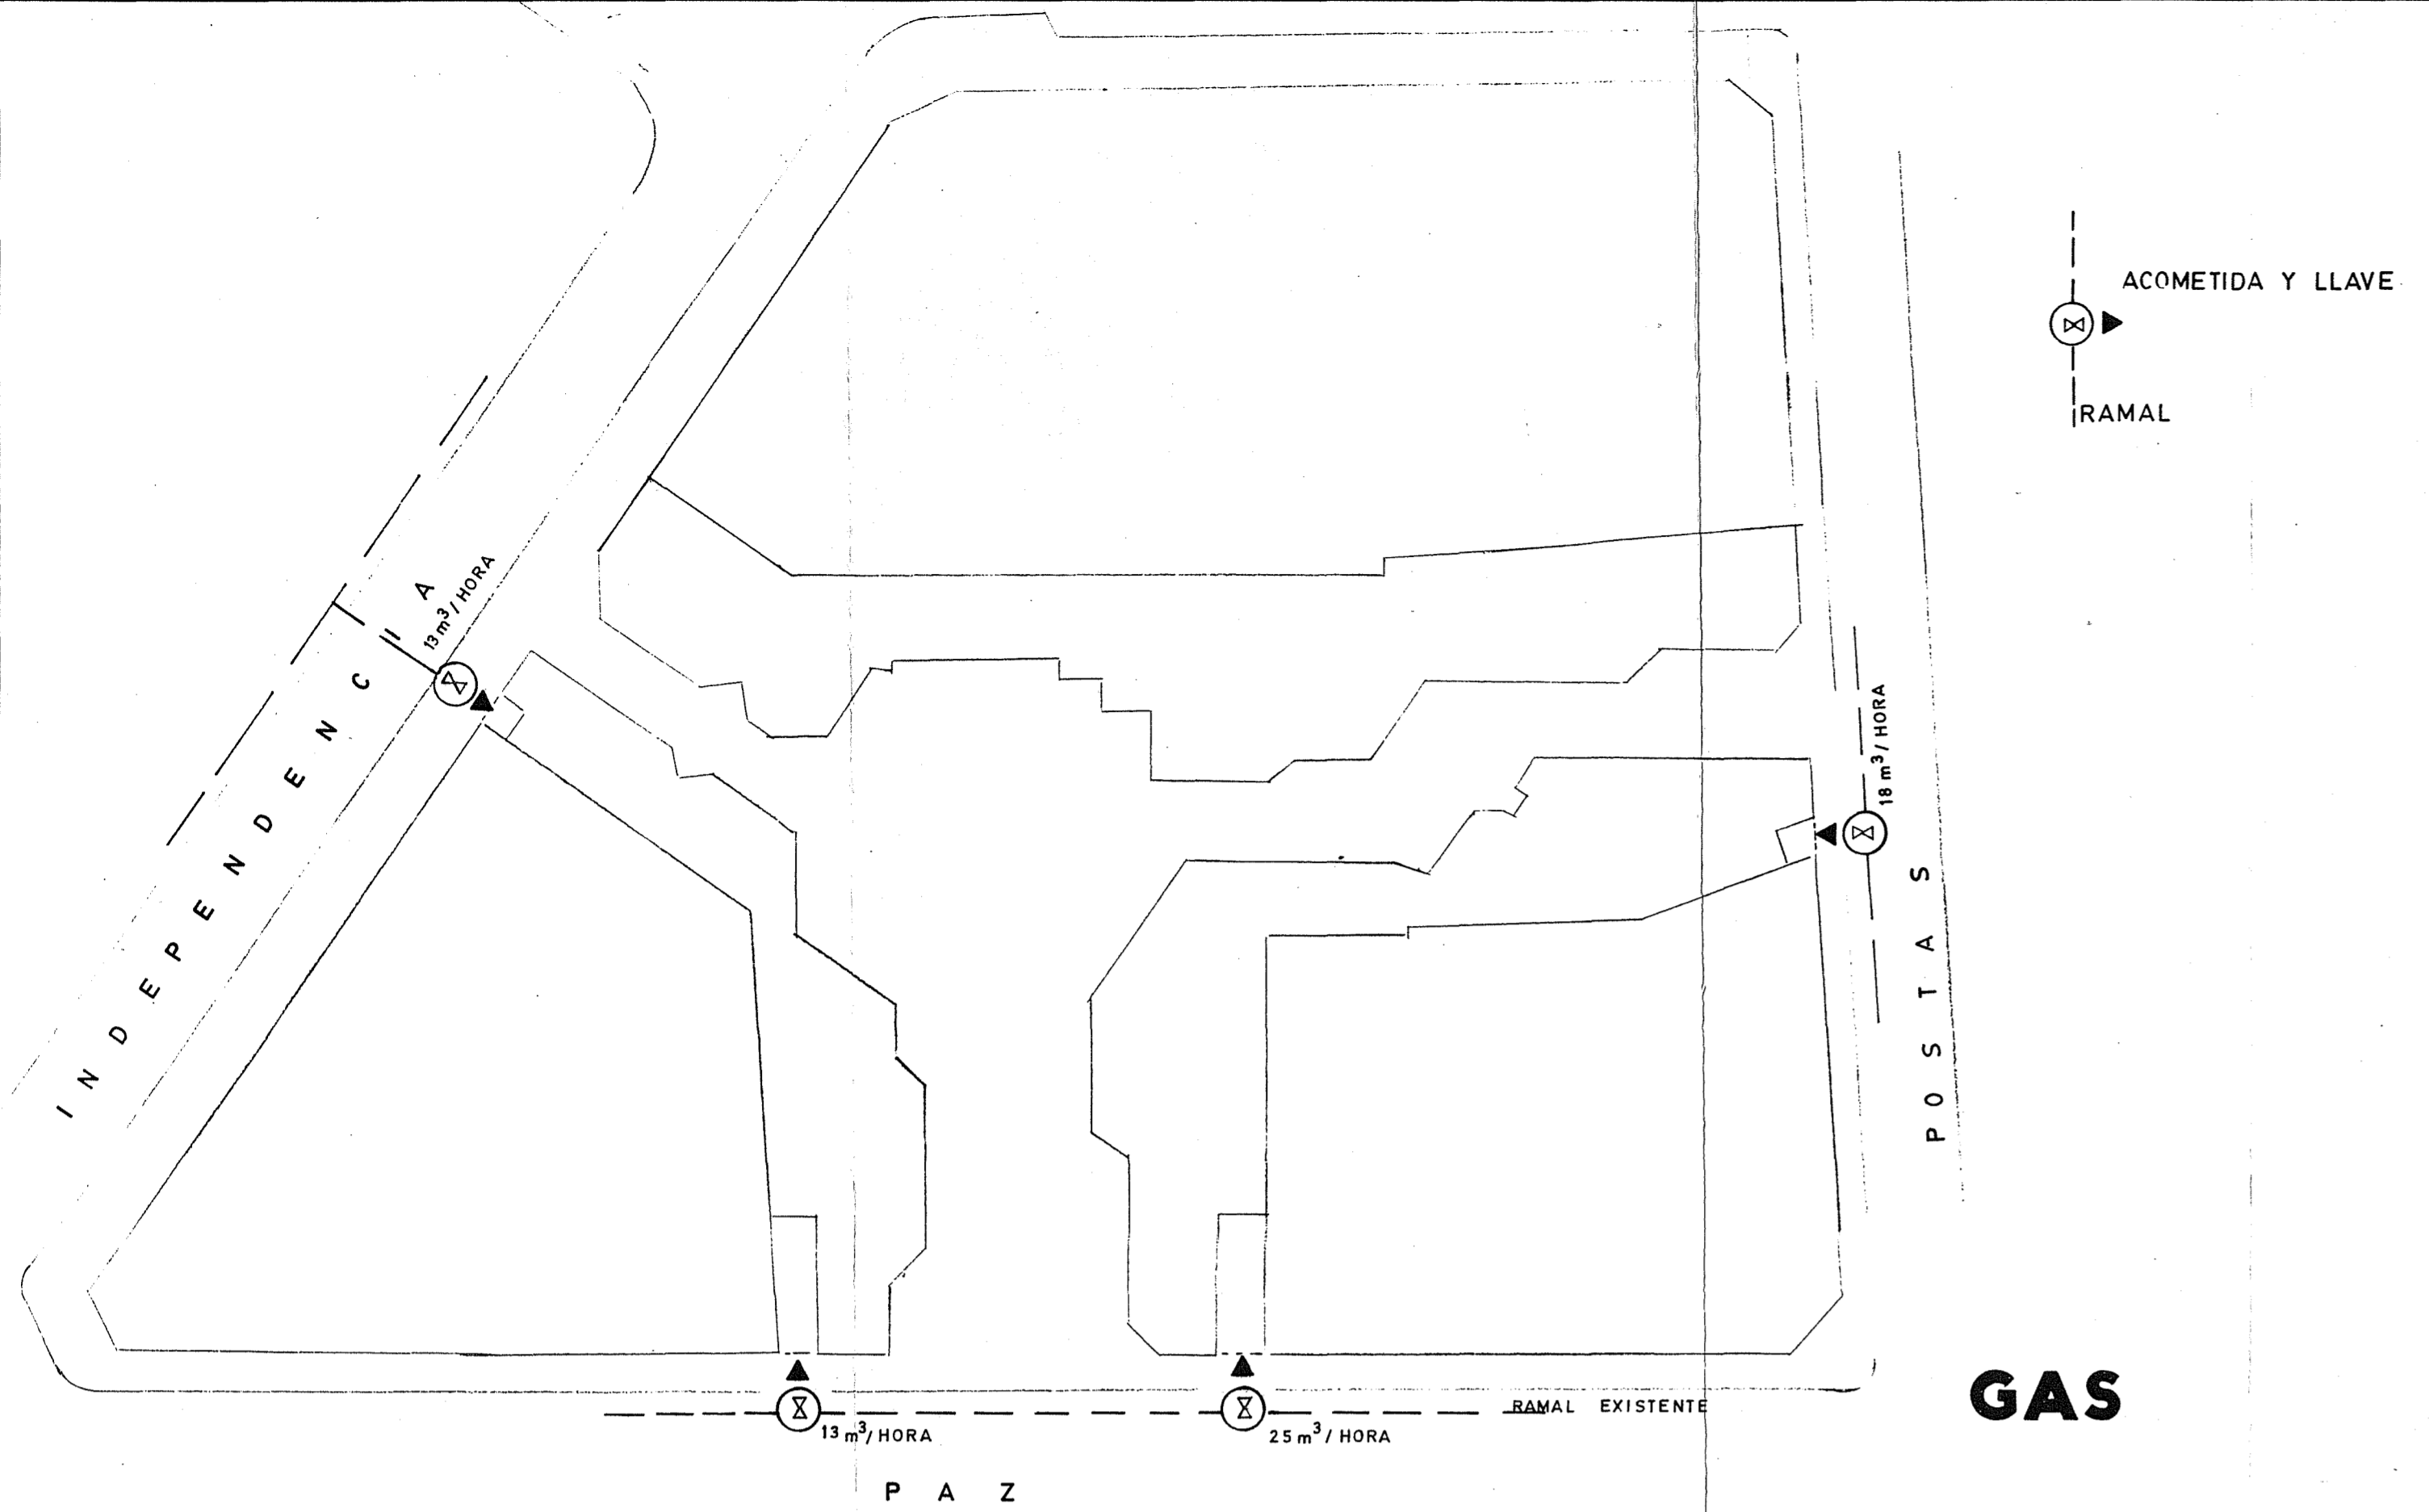 ACOMETIDA Y LLAVE
RAMAL
INDEPENDENCIA
13 m³/HORA
18 m³/HORA
POSTAS
RAMAL EXISTENTE
13 m³/HORA
25 m³/HORA
PAZ
GAS